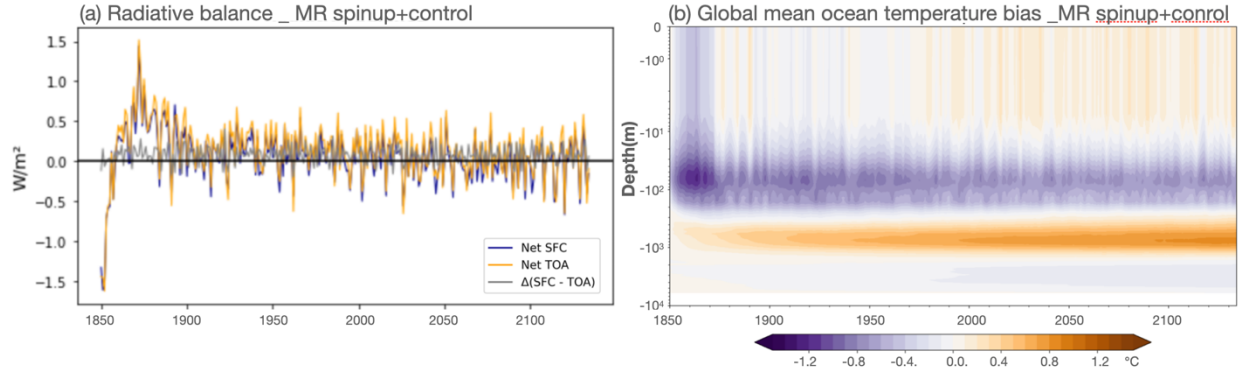 (a) Radiative balance _ MR spinup+control
W/m²
1.5
1.0
0.5
0.0
−0.5
−1.0
−1.5
Net SFC
Net TOA
Δ(SFC - TOA)
1850 1900 1950 2000 2050 2100
(b) Global mean ocean temperature bias _MR spinup+conrol
Depth(m)
0
-10⁰
-10¹
-10²
-10³
-10⁴
1850 1900 1950 2000 2050 2100
-1.2 -0.8 -0.4. 0.0. 0.4 0.8 1.2 °C